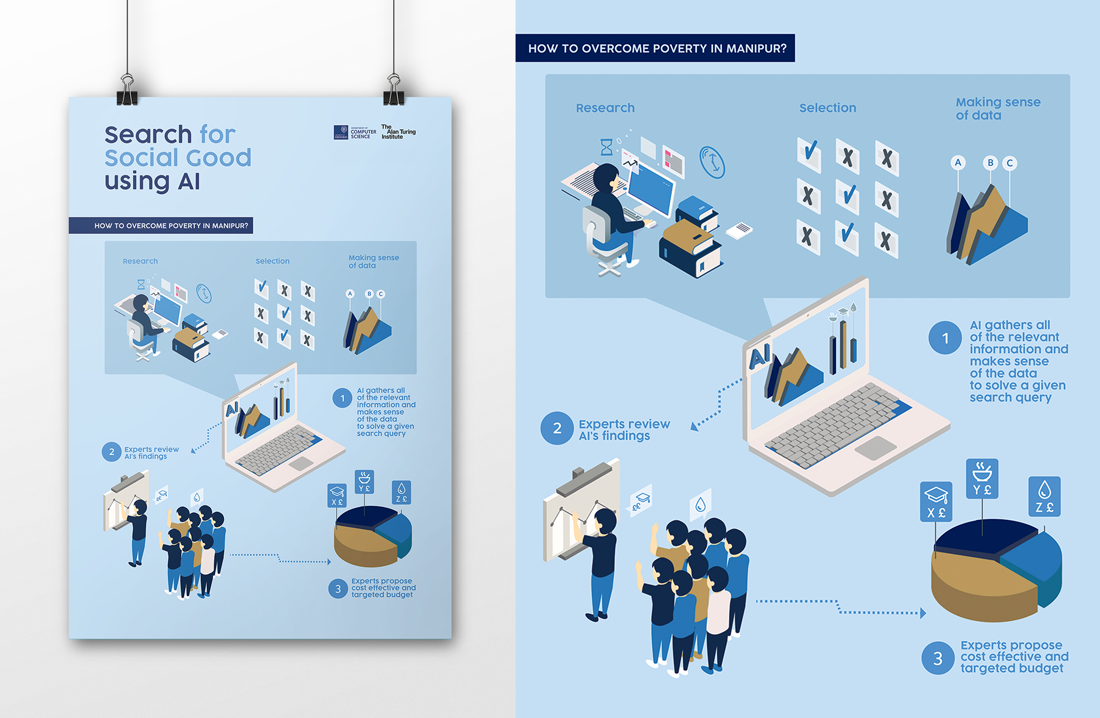 Search for
Social Good
using AI
COMPUTER
SCIENCE
The
Alan Turing
Institute
HOW TO OVERCOME POVERTY IN MANIPUR?
Research
Selection
Making sense
of data
A
B
C
AI
1
AI gathers all
of the relevant
information and
makes sense
of the data
to solve a given
search query
2
Experts review
AI's findings
X £
Y £
Z £
3
Experts propose
cost effective and
targeted budget
HOW TO OVERCOME POVERTY IN MANIPUR?
Research
Selection
Making sense
of data
A
B
C
AI
1
AI gathers all
of the relevant
information and
makes sense
of the data
to solve a given
search query
2
Experts review
AI's findings
££
X £
Y £
Z £
3
Experts propose
cost effective and
targeted budget